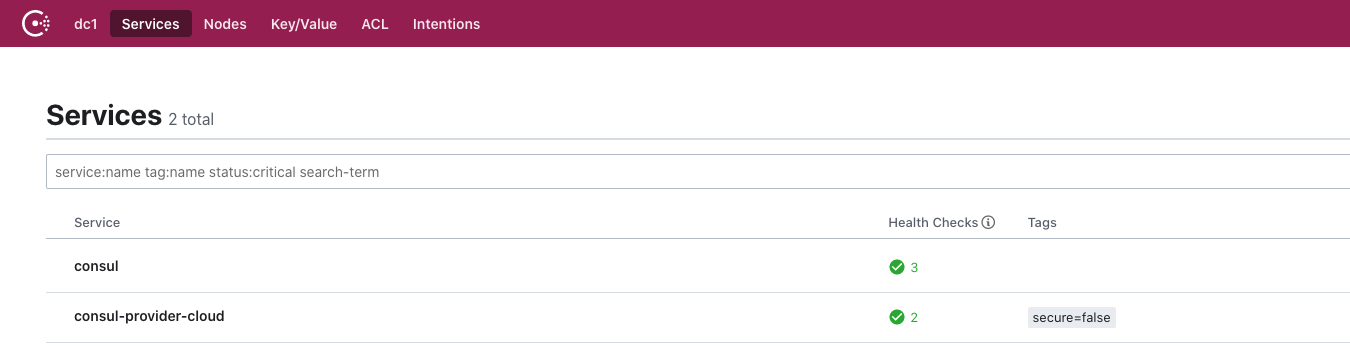 dc1 Services Nodes Key/Value ACL Intentions
Services 2 total
service:name tag:name status:critical search-term
Service Health Checks Tags
consul 3
consul-provider-cloud 2 secure=false